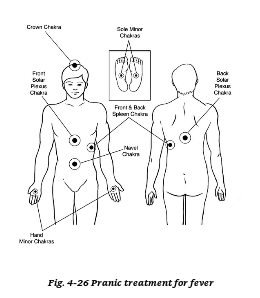 Crown Chakra
Sole Minor
Chakras
Front
Solar
Plexus
Chakra
Back
Solar
Plexus
Chakra
Front & Back
Spleen Chakra
Navel
Chakra
Hand
Minor Chakras
Fig. 4-26 Pranic treatment for fever